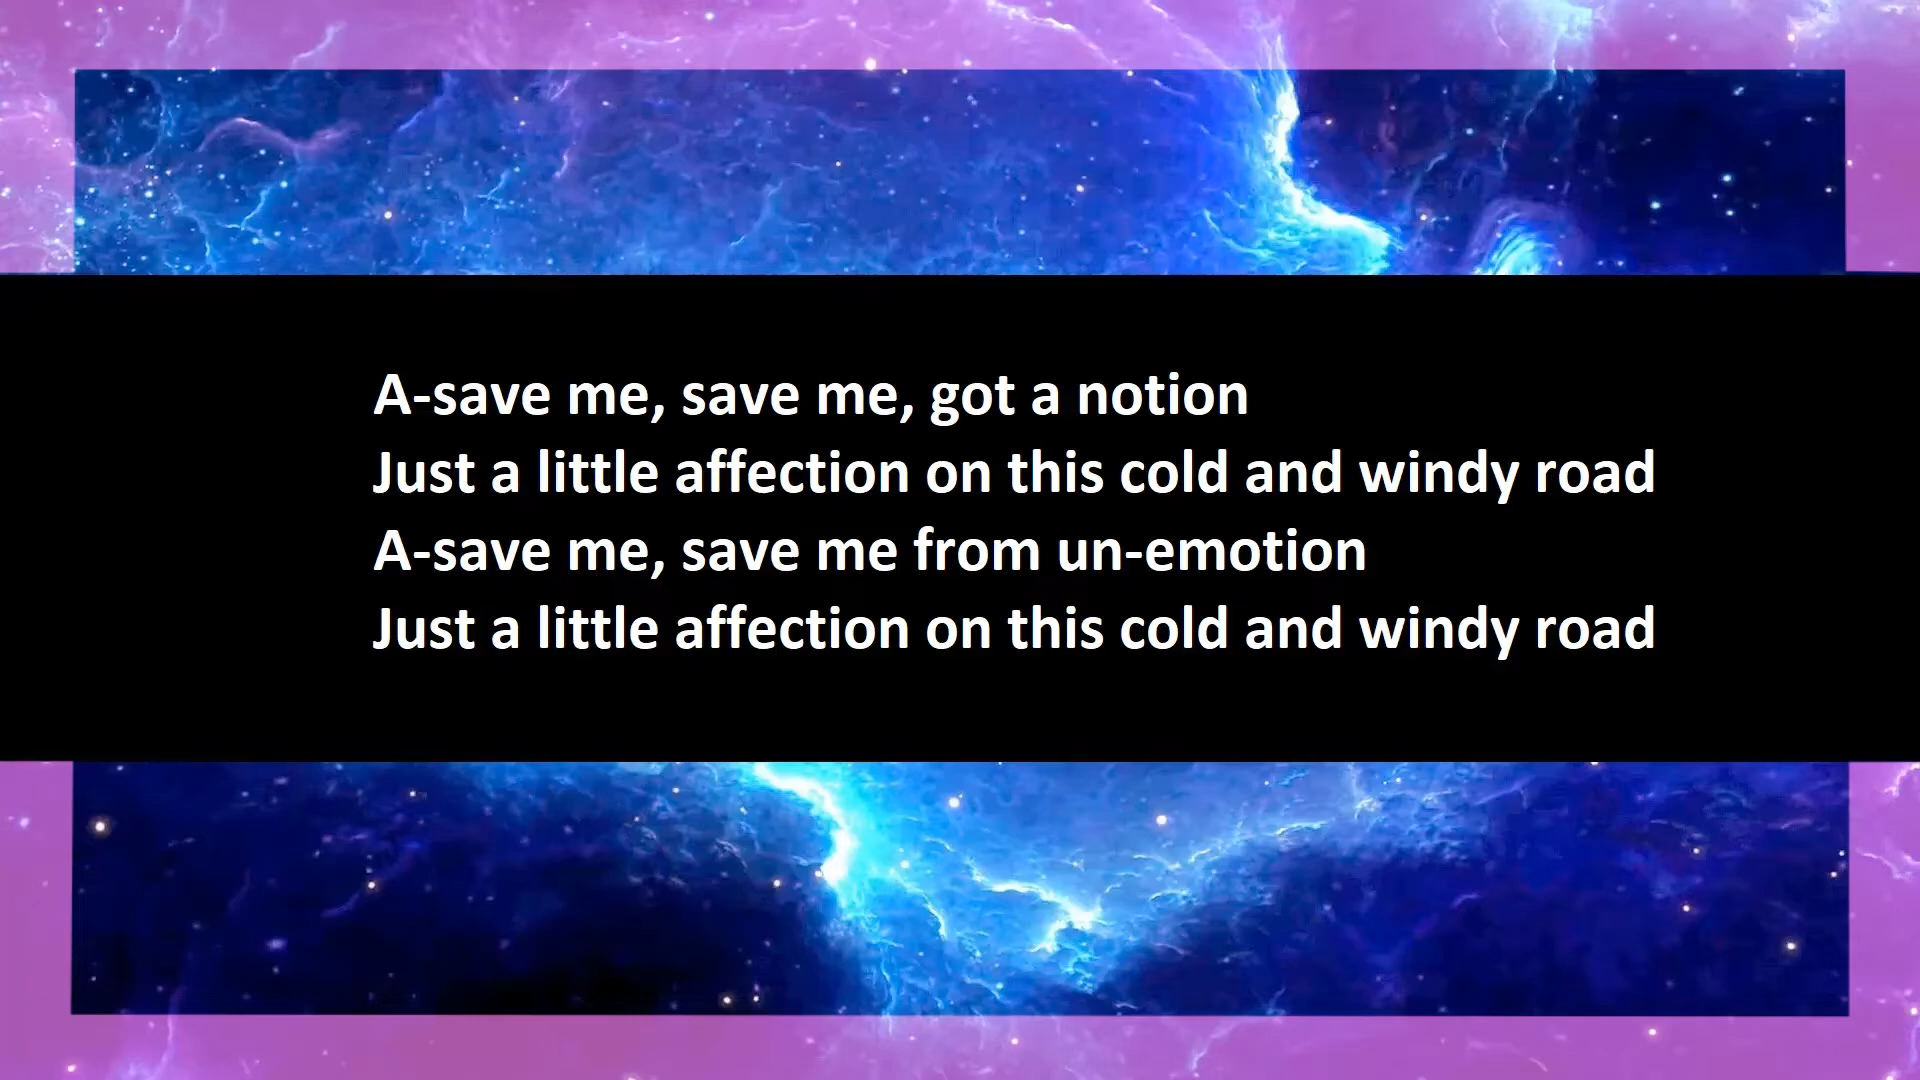 A-save me, save me, got a notion
Just a little affection on this cold and windy road
A-save me, save me from un-emotion
Just a little affection on this cold and windy road